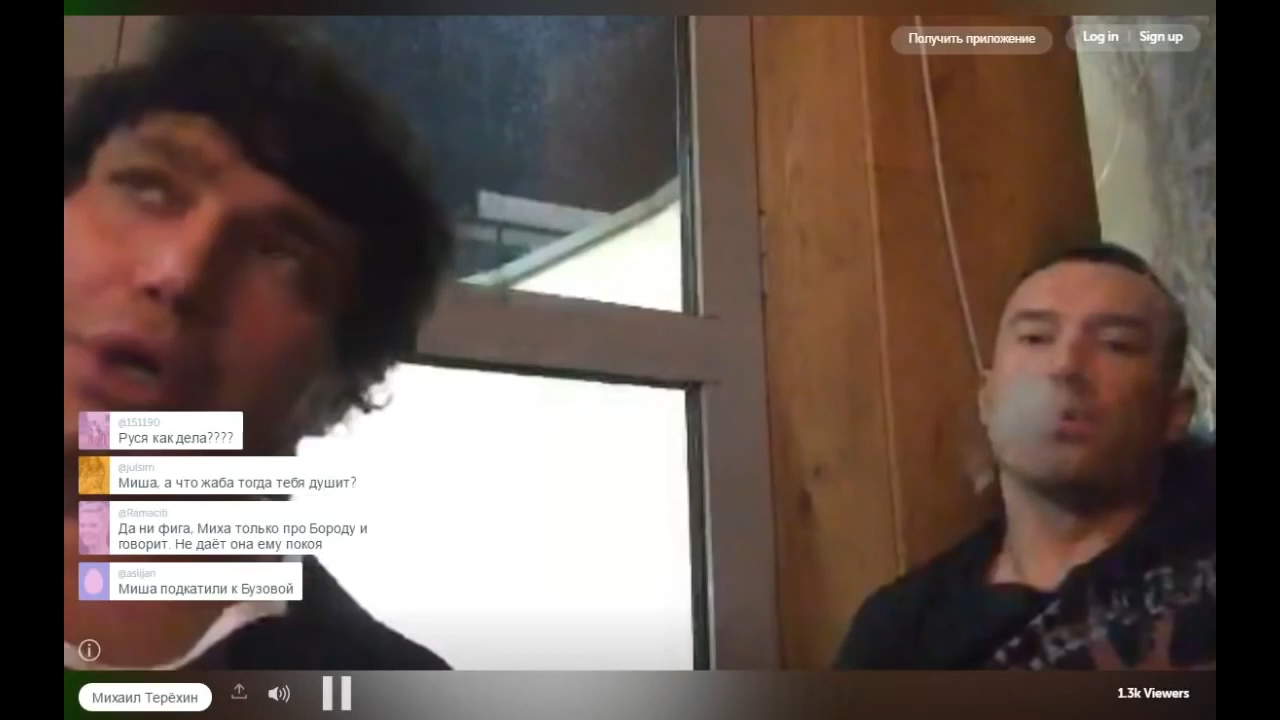 Получить приложение
Log in | Sign up
@151190
Руся как дела????
@julsim
Миша, а что жаба тогда тебя душит?
@Ramaciti
Да ни фига, Миха только про Бороду и
говорит. Не даёт она ему покоя
@aslijan
Миша подкатили к Бузовой
Михаил Терёхин
1.3k Viewers